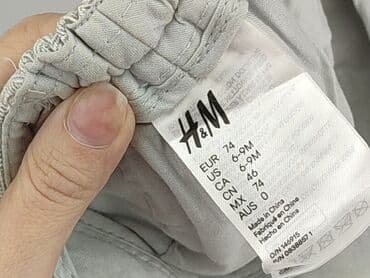 H&M
EUR 74
US 6-9M
CA 6-9M
CN 46
MX 74
AUS 0
Made in China
Fabriqué en Chine
Hecho en China
O/N 146915